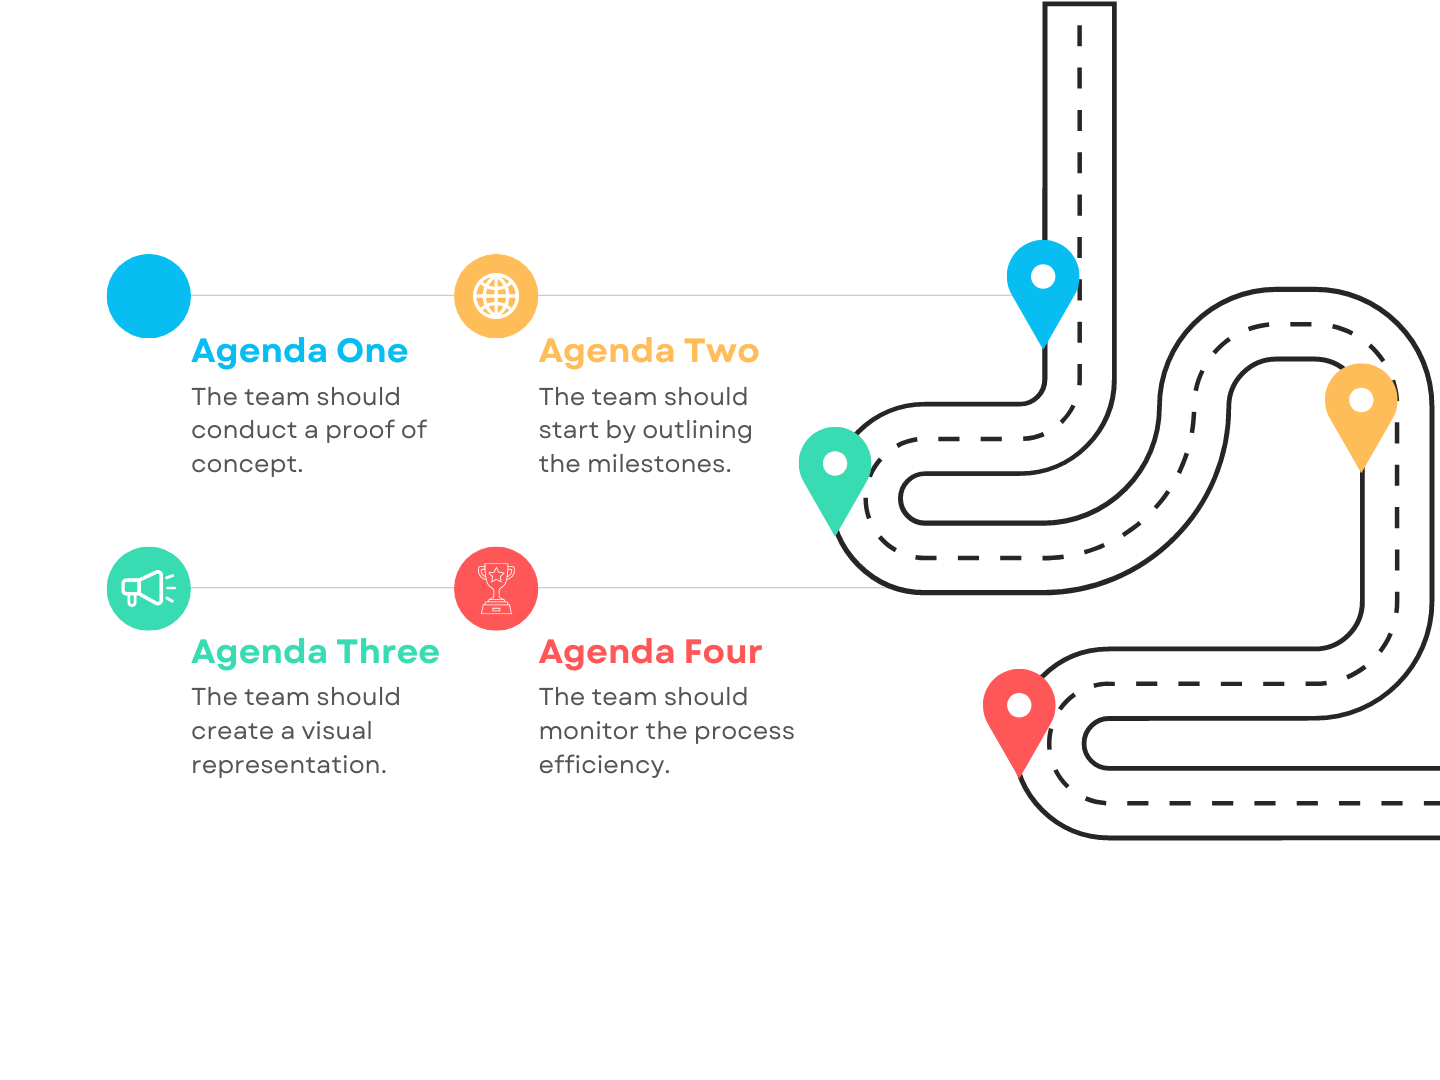 Agenda One
The team should
conduct a proof of
concept.
Agenda Two
The team should
start by outlining
the milestones.
Agenda Three
The team should
create a visual
representation.
Agenda Four
The team should
monitor the process
efficiency.